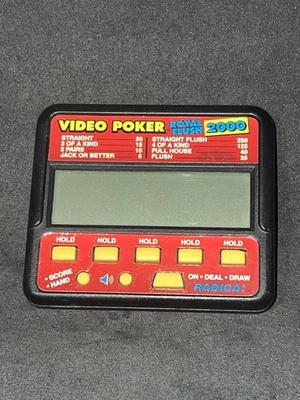 VIDEO POKER ROYAL FLUSH 2000
STRAIGHT 20 STRAIGHT FLUSH 250
3 OF A KIND 15 4 OF A KIND 125
2 PAIRS 10 FULL HOUSE 40
JACK OR BETTER 5 FLUSH 25
HOLD HOLD HOLD HOLD HOLD
• SCORE
• HAND
ON • DEAL • DRAW
RADICA: